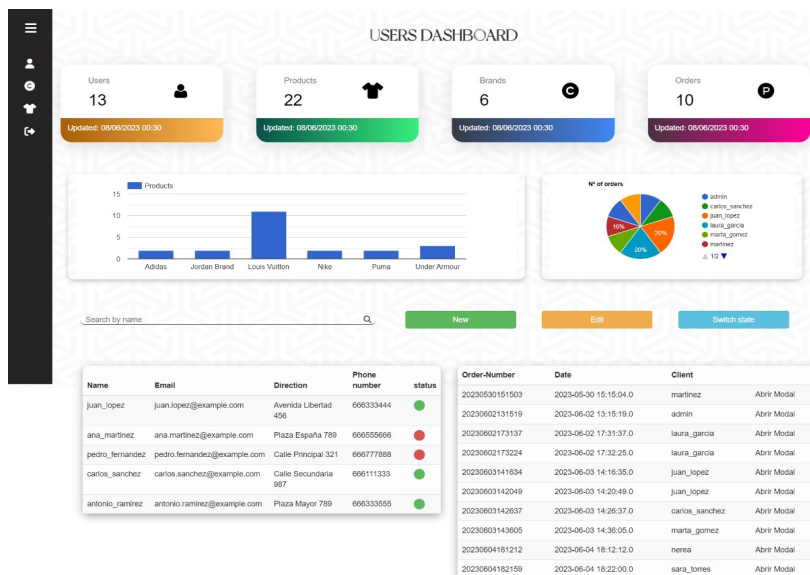 USERS DASHBOARD
Users
13
Updated: 08/06/2023 00:30
Products
22
Updated: 08/06/2023 00:30
Brands
6
C
Updated: 08/06/2023 00:30
Orders
10
P
Updated: 08/06/2023 00:30
C
Products
15
10
5
0
Adidas Jordan Brand Louis Vuitton Nike Puma Under Armour
Nº of orders
10%
20%
20%
admin
carlos_sanchez
juan_lopez
laura_garcia
marta_gomez
martinez
1/2
Search by name
New
Edit
Switch state
Name Email Direction Phone number status
juan_lopez juan.lopez@example.com Avenida Libertad 456 666333444
ana_martinez ana.martinez@example.com Plaza España 789 666555666
pedro_fernandez pedro.fernandez@example.com Calle Principal 321 666777888
carlos_sanchez carlos.sanchez@example.com Calle Secundaria 987 666111333
antonio_ramirez antonio.ramirez@example.com Plaza Mayor 789 666333555
Order-Number Date Client
20230530151503 2023-05-30 15:15:04.0 martinez Abrir Modal
20230602131519 2023-06-02 13:15:19.0 admin Abrir Modal
20230602173137 2023-06-02 17:31:37.0 laura_garcia Abrir Modal
20230602173224 2023-06-02 17:32:25.0 laura_garcia Abrir Modal
20230603141634 2023-06-03 14:16:35.0 juan_lopez Abrir Modal
20230603142049 2023-06-03 14:20:49.0 juan_lopez Abrir Modal
20230603142637 2023-06-03 14:26:37.0 carlos_sanchez Abrir Modal
20230603143605 2023-06-03 14:36:05.0 marta_gomez Abrir Modal
20230604181212 2023-06-04 18:12:12.0 nerea Abrir Modal
20230604182159 2023-06-04 18:22:00.0 sara_torres Abrir Modal